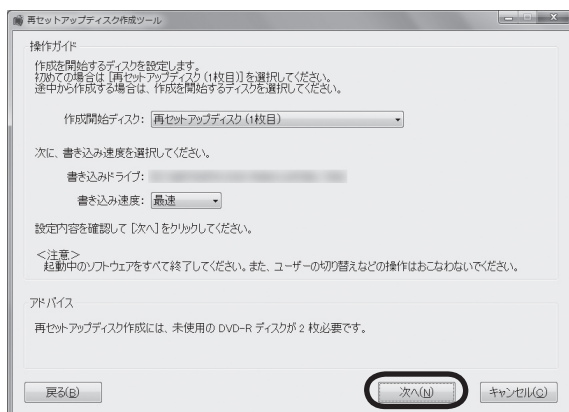 再セットアップディスク作成ツール
操作ガイド
作成を開始するディスクを設定します。
初めての場合は [再セットアップディスク (1枚目)] を選択してください。
途中から作成する場合は、作成を開始するディスクを選択してください。
作成開始ディスク: 再セットアップディスク (1枚目)
次に、書き込み速度を選択してください。
書き込みドライブ:
書き込み速度: 最速
設定内容を確認して [次へ] をクリックしてください。
<注意>
起動中のソフトウェアをすべて終了してください。また、ユーザーの切り替えなどの操作はおこなわないでください。
アドバイス
再セットアップディスク作成には、未使用の DVD-R ディスクが 2 枚必要です。
戻る(B) 次へ(N) キャンセル(C)